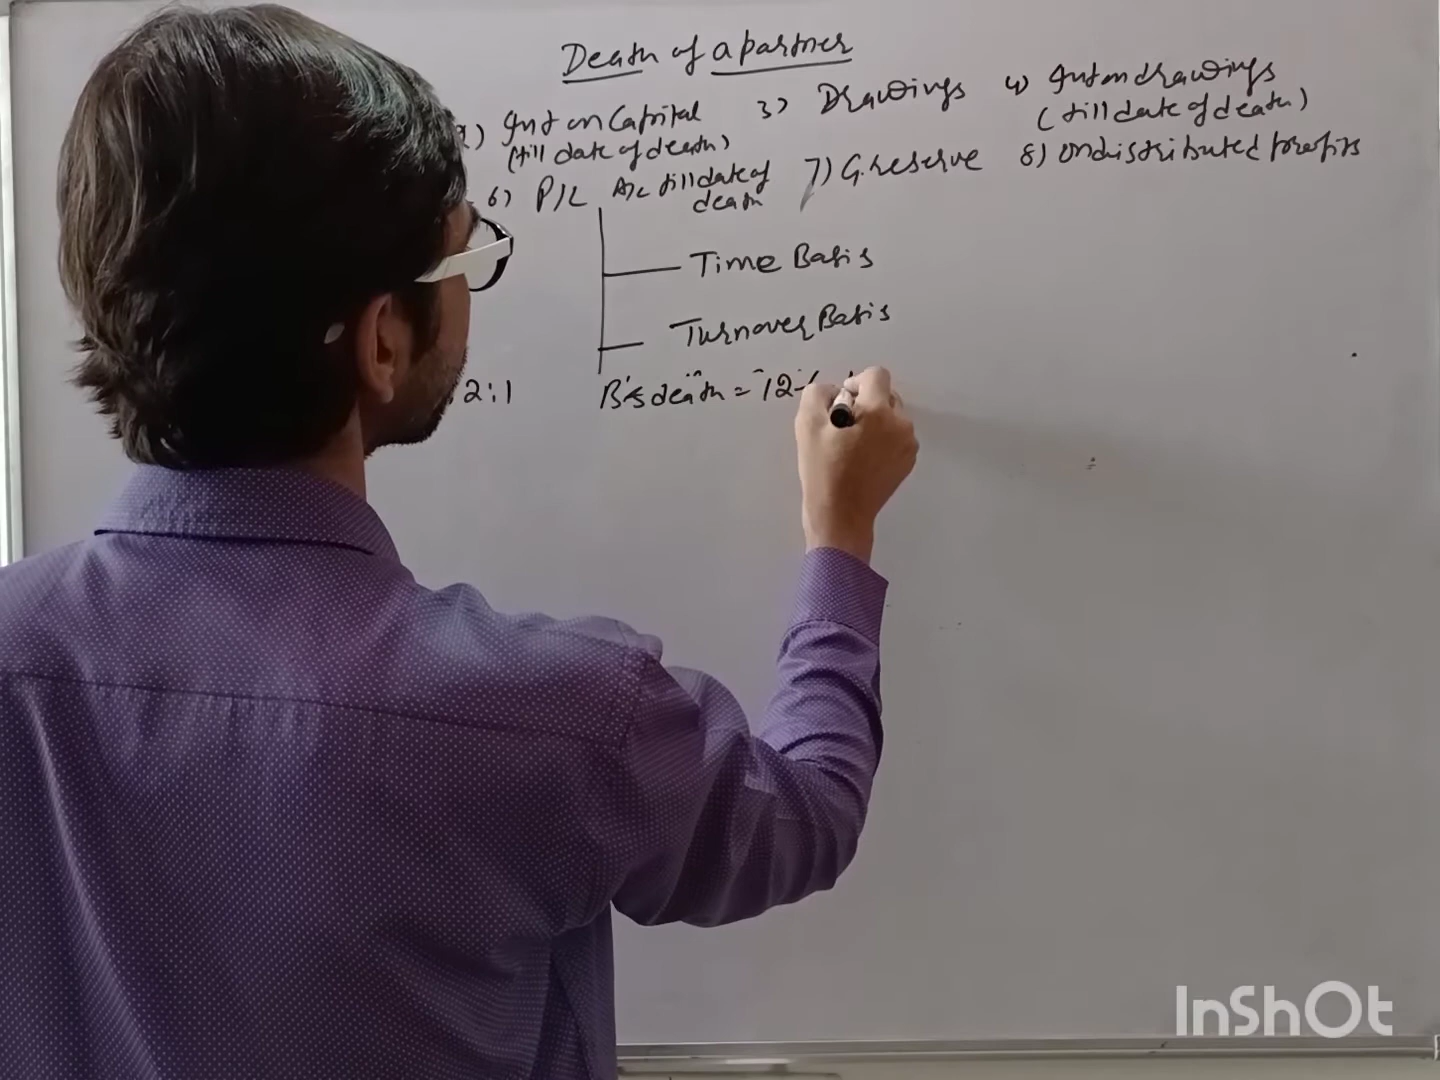 Death of a partner
2) Int on Capital 3) Drawings 4) Int on drawings
(till date of death) (till date of death)
6) P/L A/c till date of death 7) G.reserve 8) Undistributed profits
Time Basis
Turnover Basis
2:1 B's death = 12
InShOt